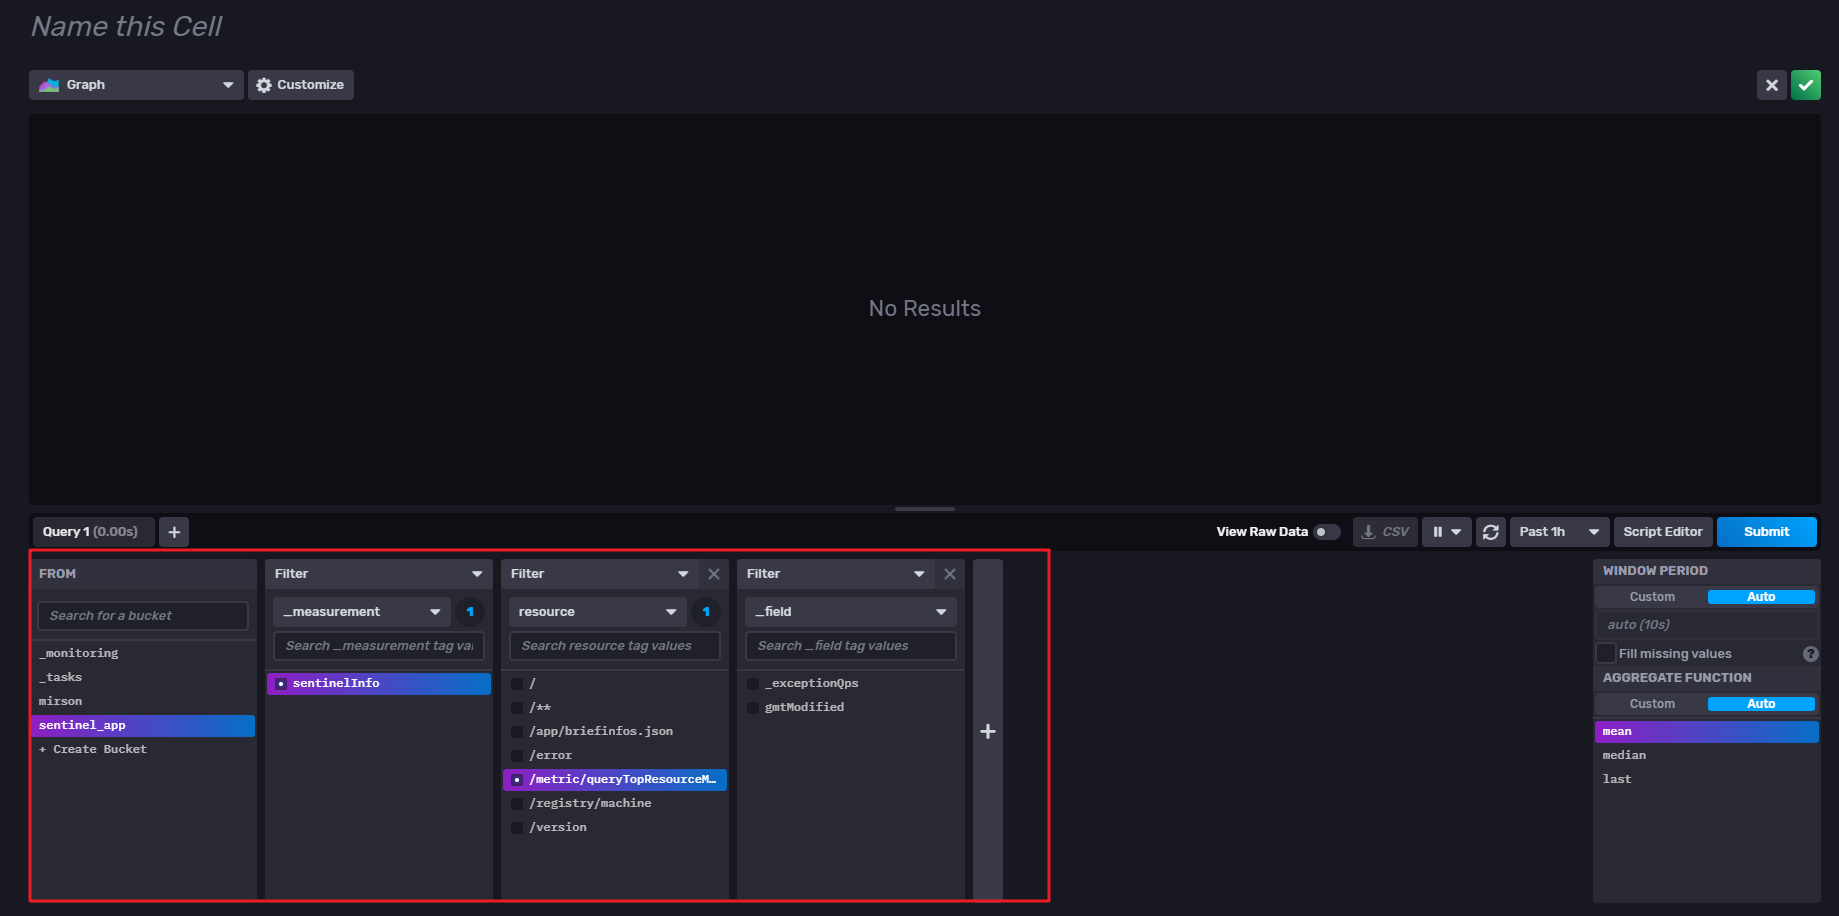 Name this Cell
Graph
Customize
No Results
Query 1 (0.00s)
+
View Raw Data
CSV
Past 1h
Script Editor
Submit
FROM
Search for a bucket
_monitoring
_tasks
mirson
sentinel_app
+ Create Bucket
Filter
_measurement
1
Search _measurement tag val
sentinelInfo
Filter
resource
1
Search resource tag values
/
/**
/app/briefinfos.json
/error
/metric/queryTopResourceM…
/registry/machine
/version
Filter
_field
Search _field tag values
_exceptionQps
gmtModified
+
WINDOW PERIOD
Custom
Auto
auto (10s)
Fill missing values
?
AGGREGATE FUNCTION
Custom
Auto
mean
median
last